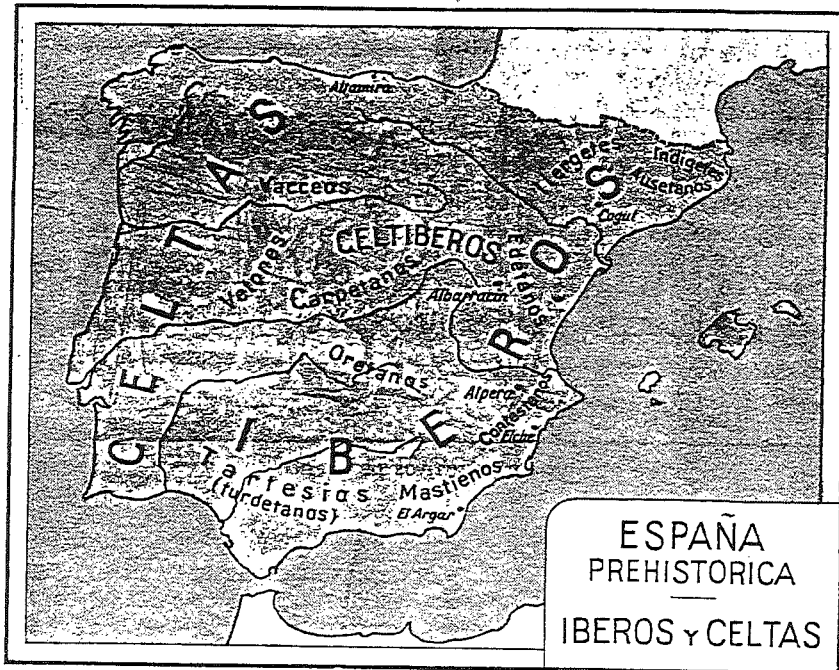 Altamira
CELTAS
Vacceos
Ilergetes
Indigetes
Ausetanos
Cogul
CELTIBEROS
Vetones
Carpetanos
Edetanos
Albarracín
IBEROS
Oretanos
Alpera
Contestanos
Elche
Tartesios
(turdetanos)
Mastienos
El Argar
ESPAÑA
PREHISTORICA
IBEROS Y CELTAS